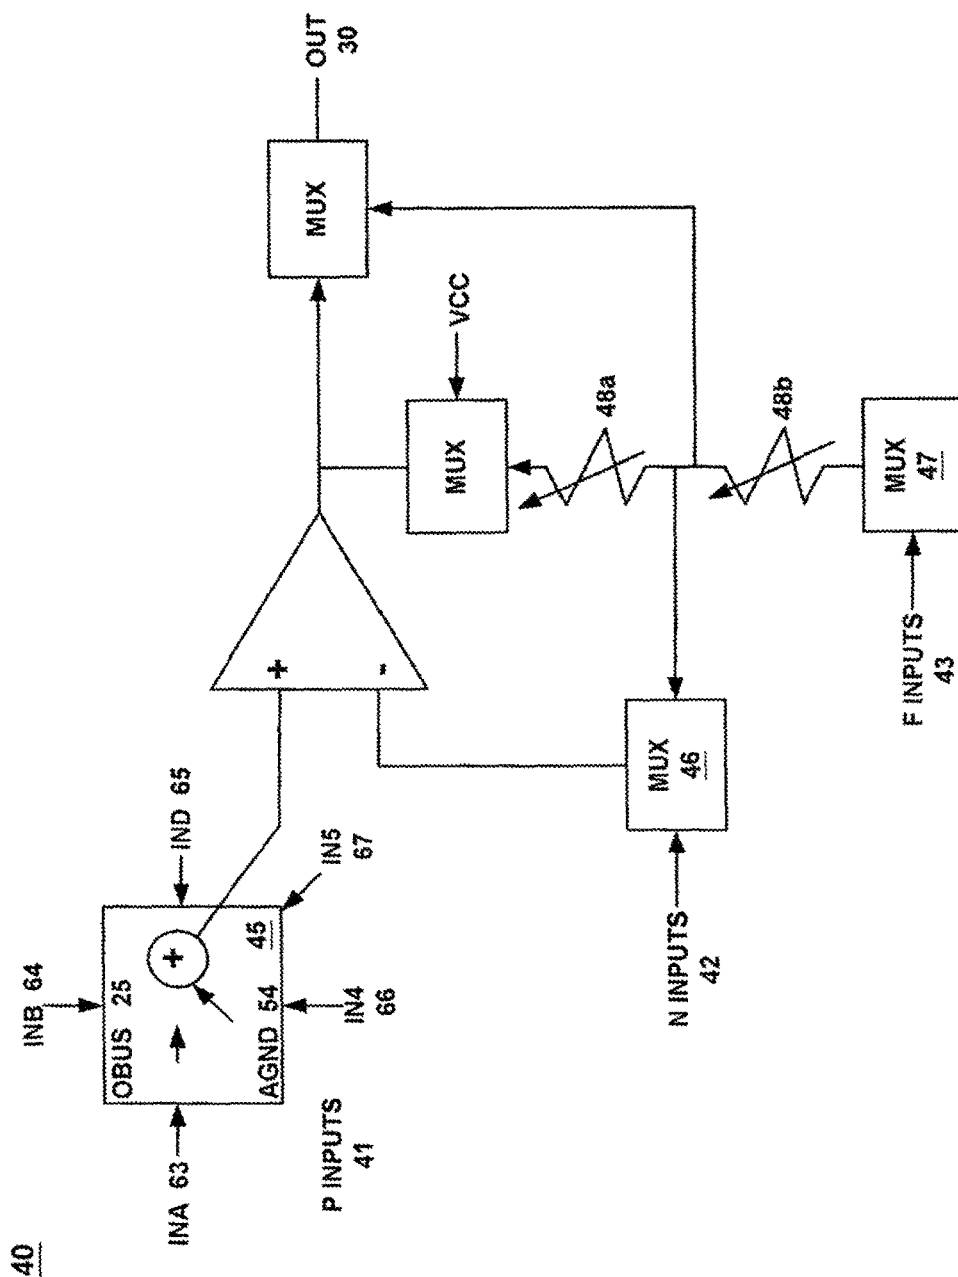 40
INA 63
INB 64
IND 65
OBUS 25
+
45
AGND 54
IN4
66
IN5
67
P INPUTS
41
+
-
MUX
OUT
30
MUX
VCC
48a
48b
N INPUTS
42
MUX
46
F INPUTS
43
MUX
47